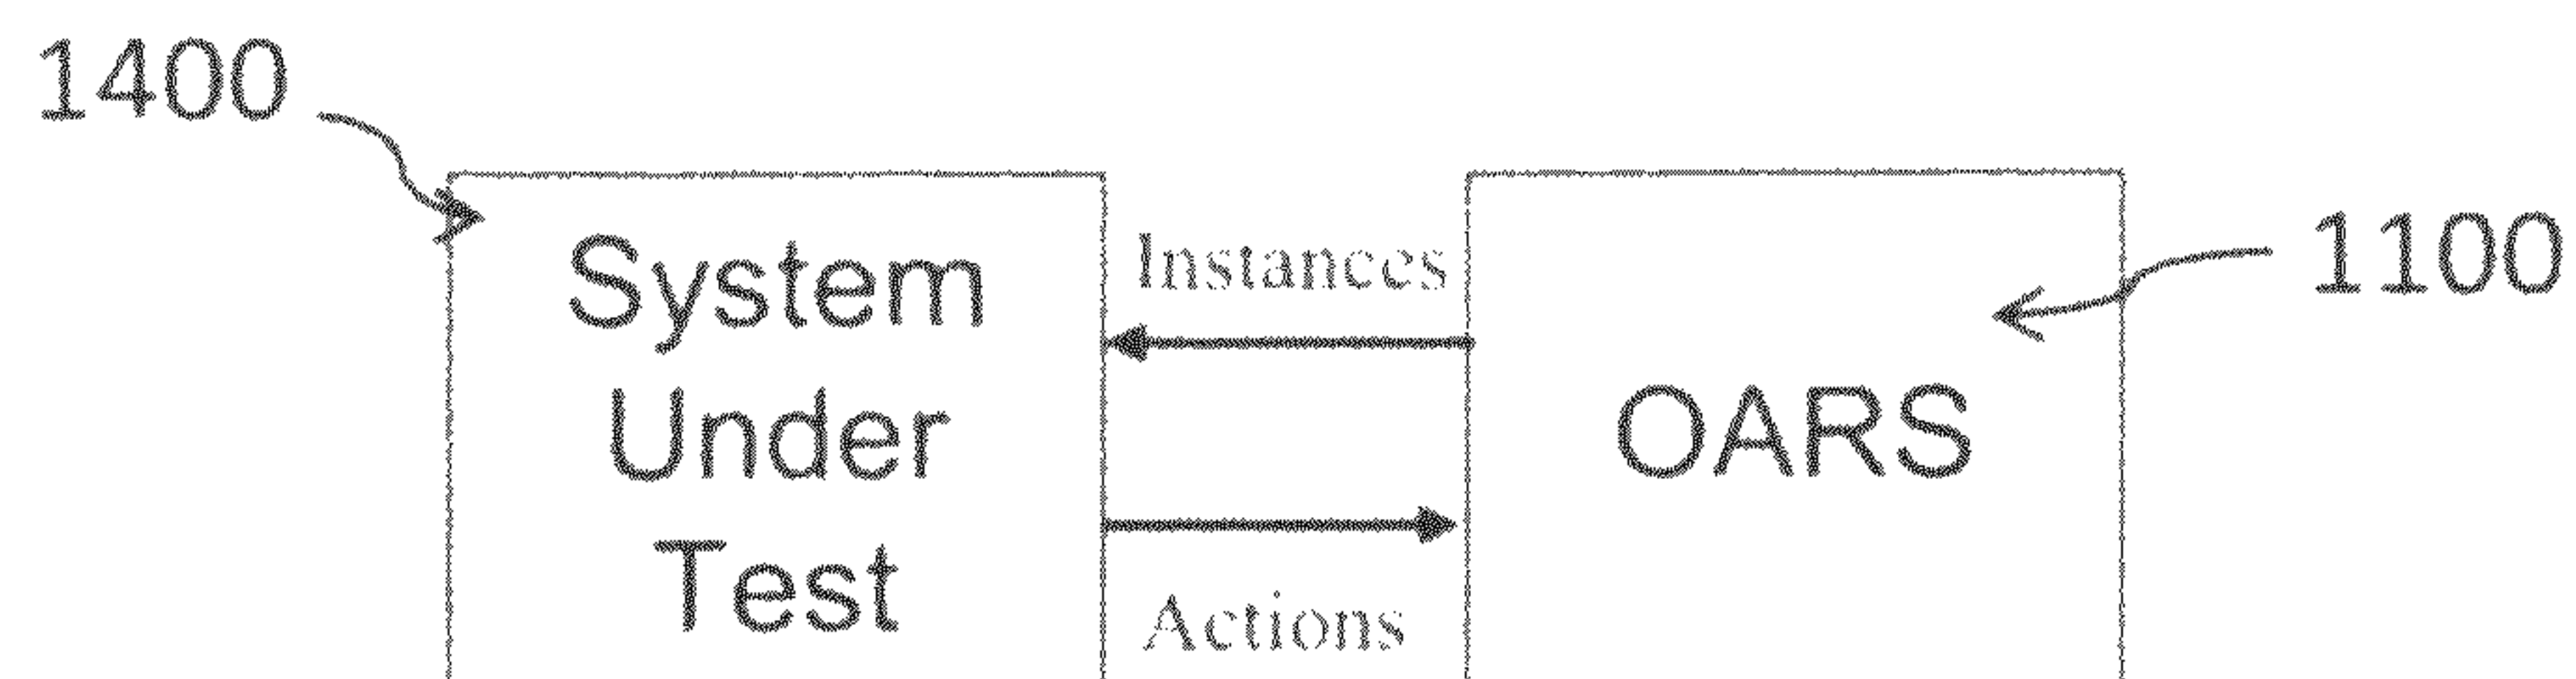 1400
System
Under
Test
Instances
Actions
OARS
1100